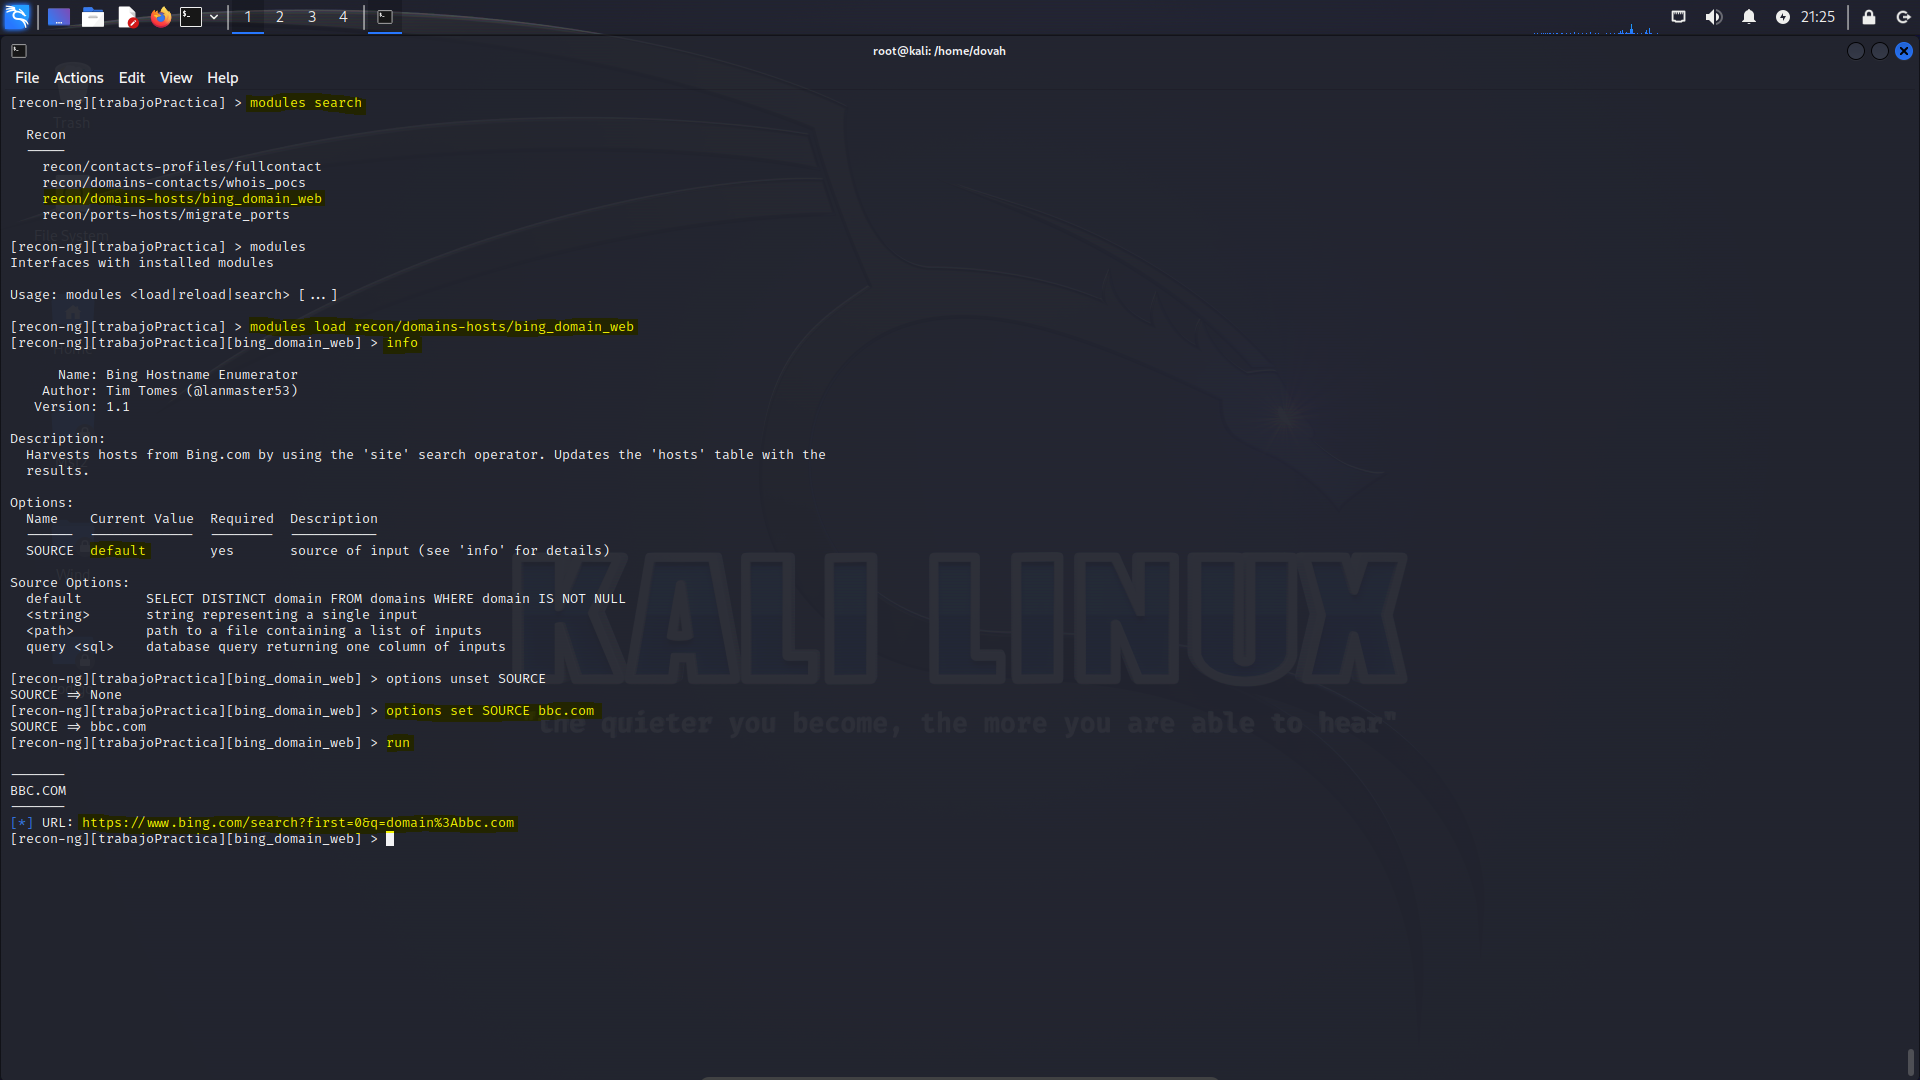 1 2 3 4
21:25
root@kali: /home/dovah
File Actions Edit View Help
[recon-ng][trabajoPractica] > modules search
Trash
Recon
-----
recon/contacts-profiles/fullcontact
recon/domains-contacts/whois_pocs
recon/domains-hosts/bing_domain_web
recon/ports-hosts/migrate_ports
File System
[recon-ng][trabajoPractica] > modules
Interfaces with installed modules
Usage: modules <load|reload|search> [...]
[recon-ng][trabajoPractica] > modules load recon/domains-hosts/bing_domain_web
[recon-ng][trabajoPractica][bing_domain_web] > info
Name: Bing Hostname Enumerator
Author: Tim Tomes (@lanmaster53)
Version: 1.1
Description:
Harvests hosts from Bing.com by using the 'site' search operator. Updates the 'hosts' table with the
results.
Options:
Name Current Value Required Description
------ ------------- -------- -----------
SOURCE default yes source of input (see 'info' for details)
Source Options:
default SELECT DISTINCT domain FROM domains WHERE domain IS NOT NULL
<string> string representing a single input
<path> path to a file containing a list of inputs
query <sql> database query returning one column of inputs
KALI LINUX
[recon-ng][trabajoPractica][bing_domain_web] > options unset SOURCE
SOURCE => None
[recon-ng][trabajoPractica][bing_domain_web] > options set SOURCE bbc.com
"the quieter you become, the more you are able to hear"
SOURCE => bbc.com
[recon-ng][trabajoPractica][bing_domain_web] > run
-------
BBC.COM
-------
[*] URL: https://www.bing.com/search?first=0&q=domain%3Abbc.com
[recon-ng][trabajoPractica][bing_domain_web] >